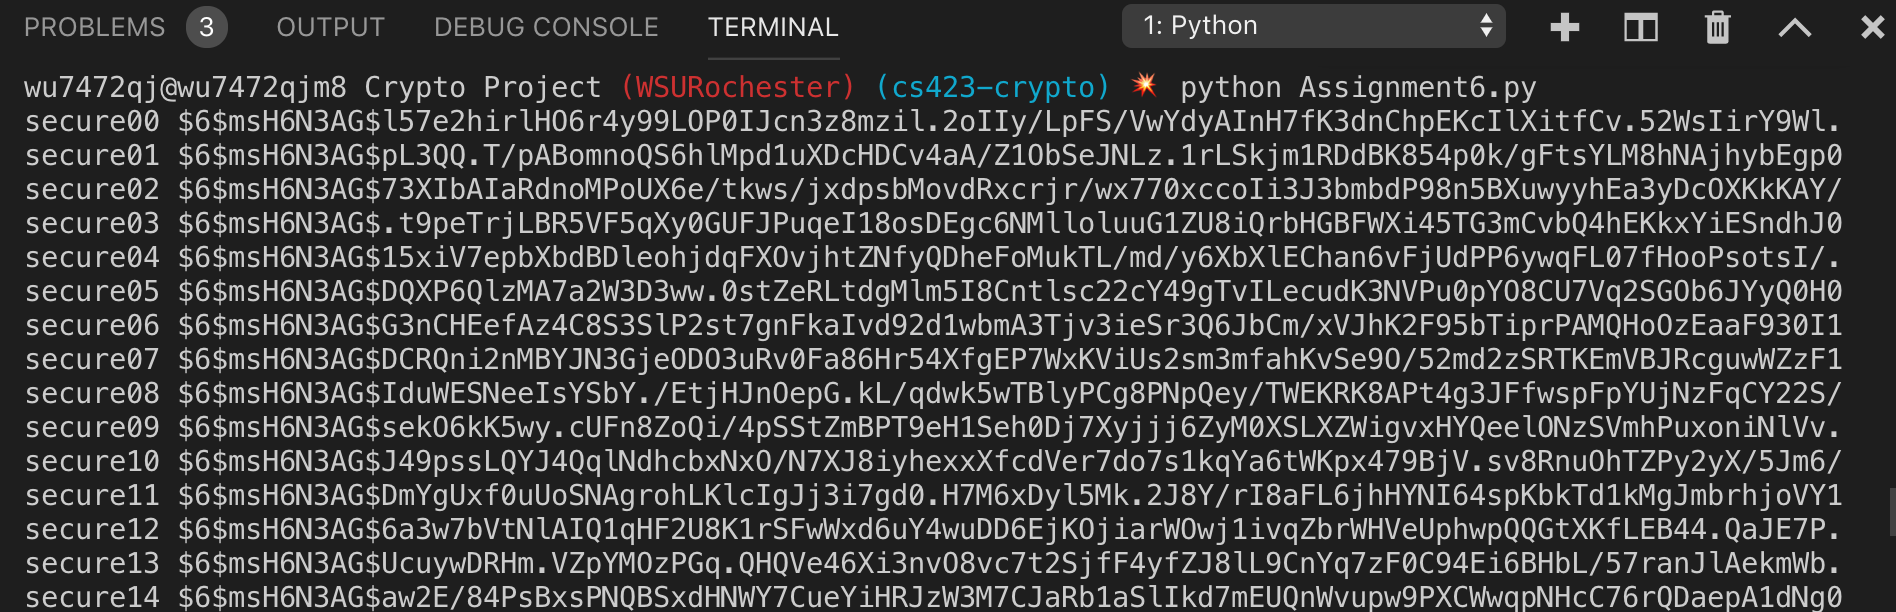 PROBLEMS 3 OUTPUT DEBUG CONSOLE TERMINAL 1: Python
wu7472qj@wu7472qjm8 Crypto Project (WSURochester) (cs423-crypto) 💥 python Assignment6.py
secure00 $6$msH6N3AG$l57e2hirlHO6r4y99LOP0IJcn3z8mzil.2oIIy/LpFS/VwYdyAInH7fK3dnChpEKcIlXitfCv.52WsIirY9Wl.
secure01 $6$msH6N3AG$pL3QQ.T/pABomnoQS6hlMpd1uXDcHDCv4aA/Z1ObSeJNLz.1rLSkjm1RDdBK854p0k/gFtsYLM8hNAjhybEgp0
secure02 $6$msH6N3AG$73XIbAIaRdnoMPoUX6e/tkws/jxdpsbMovdRxcrjr/wx770xccoIi3J3bmbdP98n5BXuwyyhEa3yDcOXKkKAY/
secure03 $6$msH6N3AG$.t9peTrjLBR5VF5qXy0GUFJPuqeI18osDEgc6NMlloluuG1ZU8iQrbHGBFWXi45TG3mCvbQ4hEKkxYiESndhJ0
secure04 $6$msH6N3AG$15xiV7epbXbdBDleohjdqFXOvjhtZNfyQDheFoMukTL/md/y6XbXlEChan6vFjUdPP6ywqFL07fHooPsotsI/.
secure05 $6$msH6N3AG$DQXP6QlzMA7a2W3D3ww.0stZeRLtdgMlm5I8Cntlsc22cY49gTvILecudK3NVPu0pYO8CU7Vq2SGOb6JYyQ0H0
secure06 $6$msH6N3AG$G3nCHEefAz4C8S3SlP2st7gnFkaIvd92d1wbmA3Tjv3ieSr3Q6JbCm/xVJhK2F95bTiprPAMQHoOzEaaF930I1
secure07 $6$msH6N3AG$DCRQni2nMBYJN3GjeODO3uRv0Fa86Hr54XfgEP7WxKViUs2sm3mfahKvSe9O/52md2zSRTKEmVBJRcguwWZzF1
secure08 $6$msH6N3AG$IduWESNeeIsYSbY./EtjHJnOepG.kL/qdwk5wTBlyPCg8PNpQey/TWEKRK8APt4g3JFfwspFpYUjNzFqCY22S/
secure09 $6$msH6N3AG$sekO6kK5wy.cUFn8ZoQi/4pSStZmBPT9eH1Seh0Dj7Xyjjj6ZyM0XSLXZWigvxHYQeelONzSVmhPuxoniNlVv.
secure10 $6$msH6N3AG$J49pssLQYJ4QqlNdhcbxNxO/N7XJ8iyhexxXfcdVer7do7s1kqYa6tWKpx479BjV.sv8RnuOhTZPy2yX/5Jm6/
secure11 $6$msH6N3AG$DmYgUxf0uUoSNAgrohLKlcIgJj3i7gd0.H7M6xDyl5Mk.2J8Y/rI8aFL6jhHYNI64spKbkTd1kMgJmbrhjoVY1
secure12 $6$msH6N3AG$6a3w7bVtNlAIQ1qHF2U8K1rSFwWxd6uY4wuDD6EjKOjiarWOwj1ivqZbrWHVeUphwpQQGtXKfLEB44.QaJE7P.
secure13 $6$msH6N3AG$UcuywDRHm.VZpYMOzPGq.QHQVe46Xi3nvO8vc7t2SjfF4yfZJ8lL9CnYq7zF0C94Ei6BHbL/57ranJlAekmWb.
secure14 $6$msH6N3AG$aw2E/84PsBxsPNQBSxdHNWY7CueYiHRJzW3M7CJaRb1aSlIkd7mEUQnWvupw9PXCWwqpNHcC76rQDaepA1dNg0